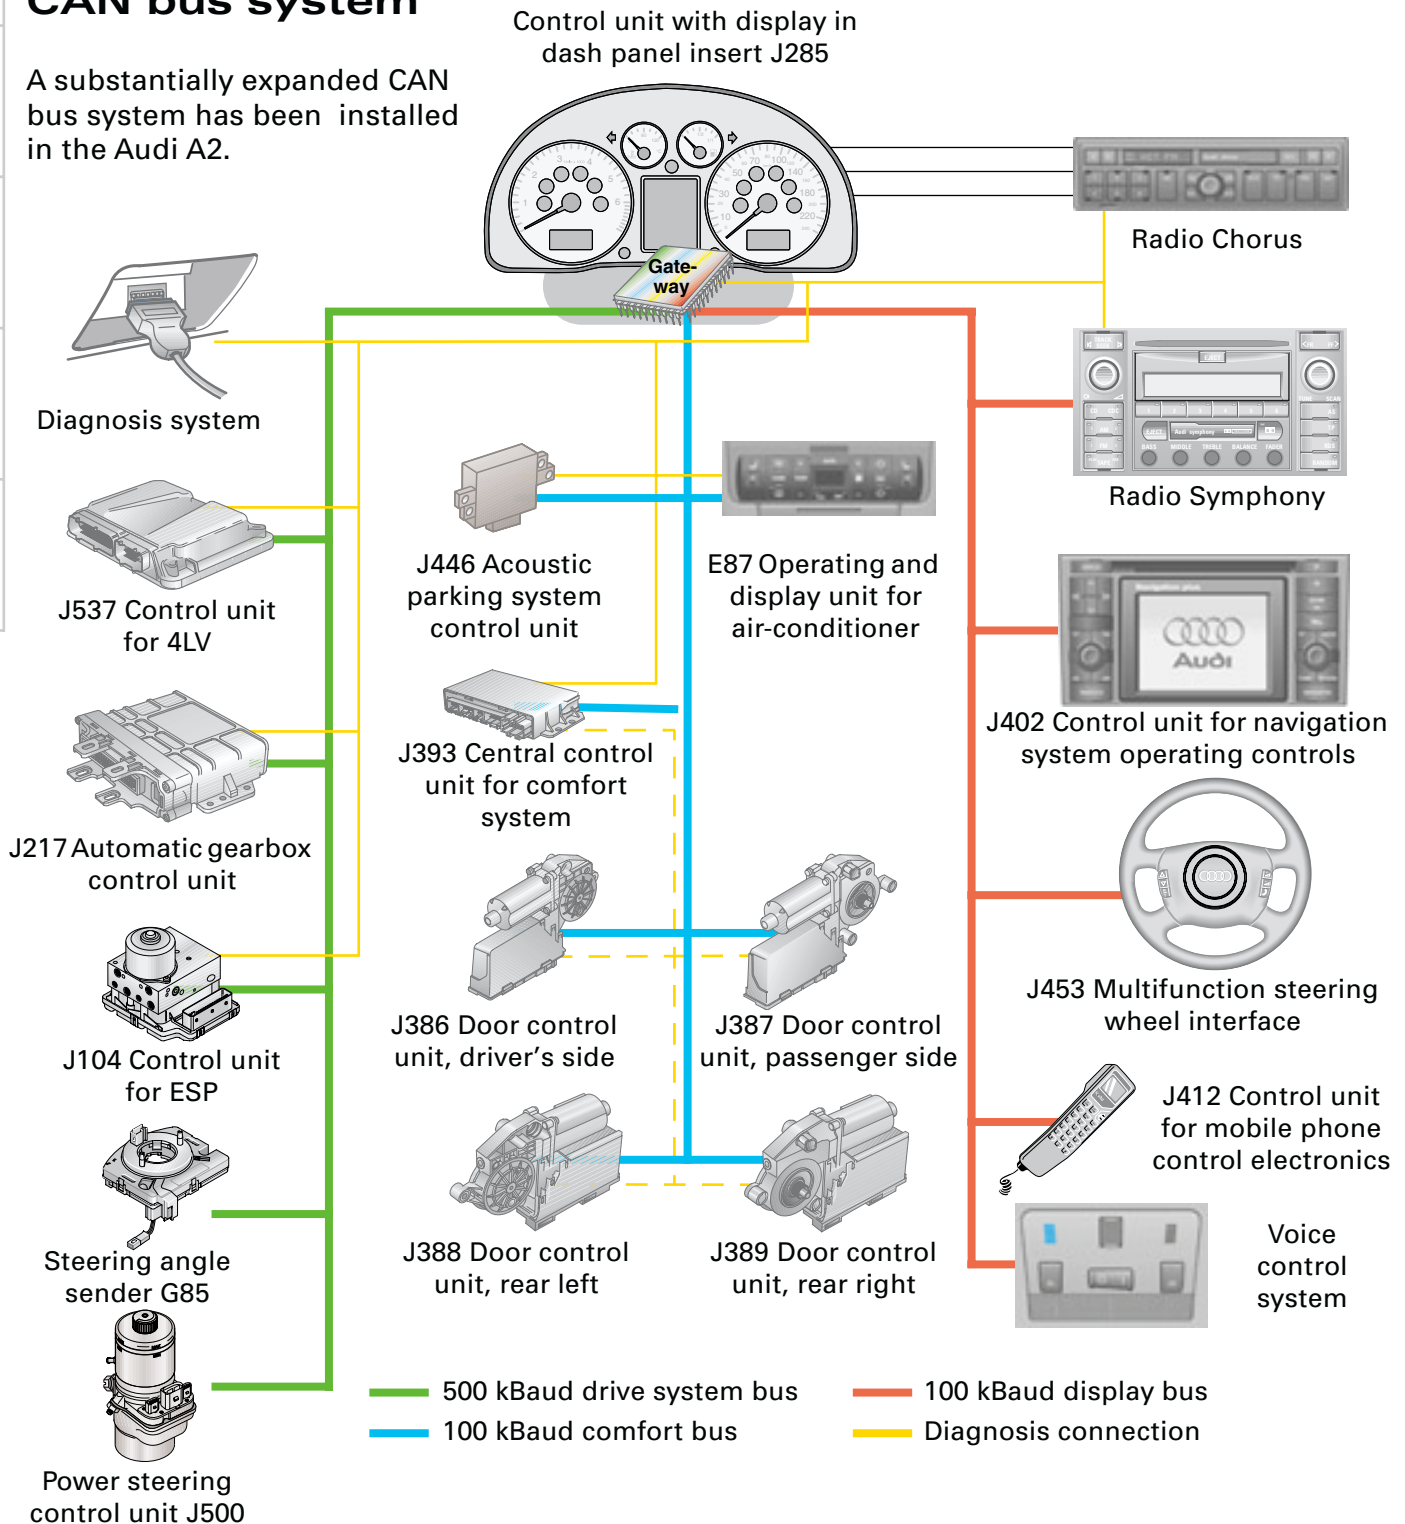 CAN bus system
A substantially expanded CAN
bus system has been installed
in the Audi A2.
Control unit with display in
dash panel insert J285
Gate-
way
Radio Chorus
Diagnosis system
Radio Symphony
J446 Acoustic
parking system
control unit
E87 Operating and
display unit for
air-conditioner
J537 Control unit
for 4LV
Audi
J402 Control unit for navigation
system operating controls
J393 Central control
unit for comfort
system
J217 Automatic gearbox
control unit
J453 Multifunction steering
wheel interface
J386 Door control
unit, driver's side
J387 Door control
unit, passenger side
J104 Control unit
for ESP
J412 Control unit
for mobile phone
control electronics
J388 Door control
unit, rear left
J389 Door control
unit, rear right
Voice
control
system
Steering angle
sender G85
500 kBaud drive system bus
100 kBaud display bus
100 kBaud comfort bus
Diagnosis connection
Power steering
control unit J500